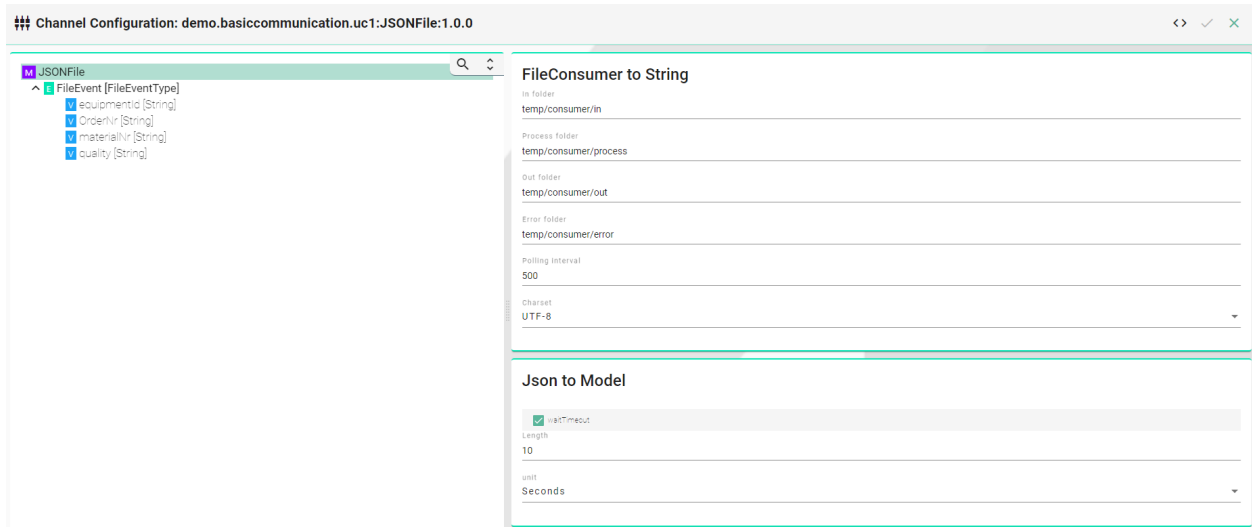 Channel Configuration: demo.basiccommunication.uc1:JSONFile:1.0.0
M JSONFile
E FileEvent [FileEventType]
V equipmentId [String]
V OrderNr [String]
V materialNr [String]
V quality [String]
FileConsumer to String
In folder
temp/consumer/in
Process folder
temp/consumer/process
Out folder
temp/consumer/out
Error folder
temp/consumer/error
Polling interval
500
Charset
UTF-8
Json to Model
waitTimeout
Length
10
unit
Seconds